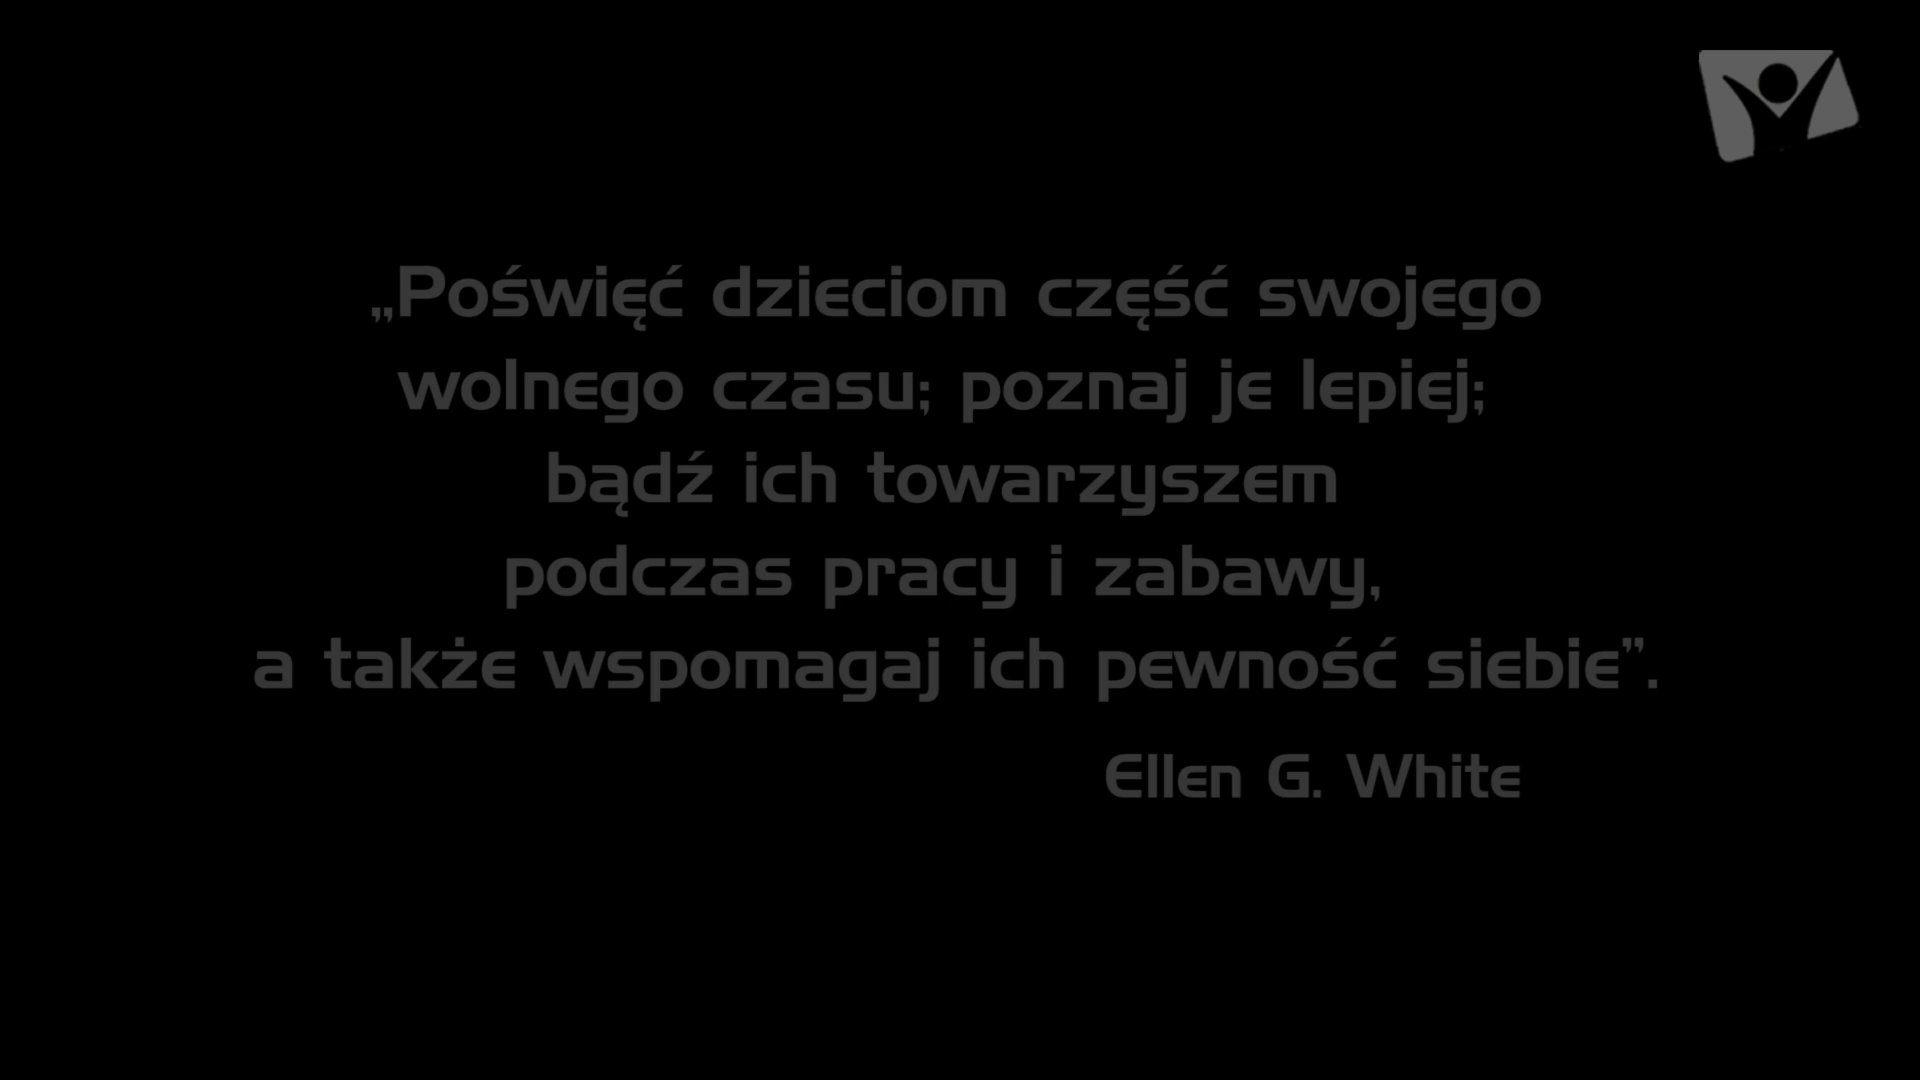 „Poświęć dzieciom część swojego
wolnego czasu; poznaj je lepiej;
bądź ich towarzyszem
podczas pracy i zabawy,
a także wspomagaj ich pewność siebie”.
Ellen G. White